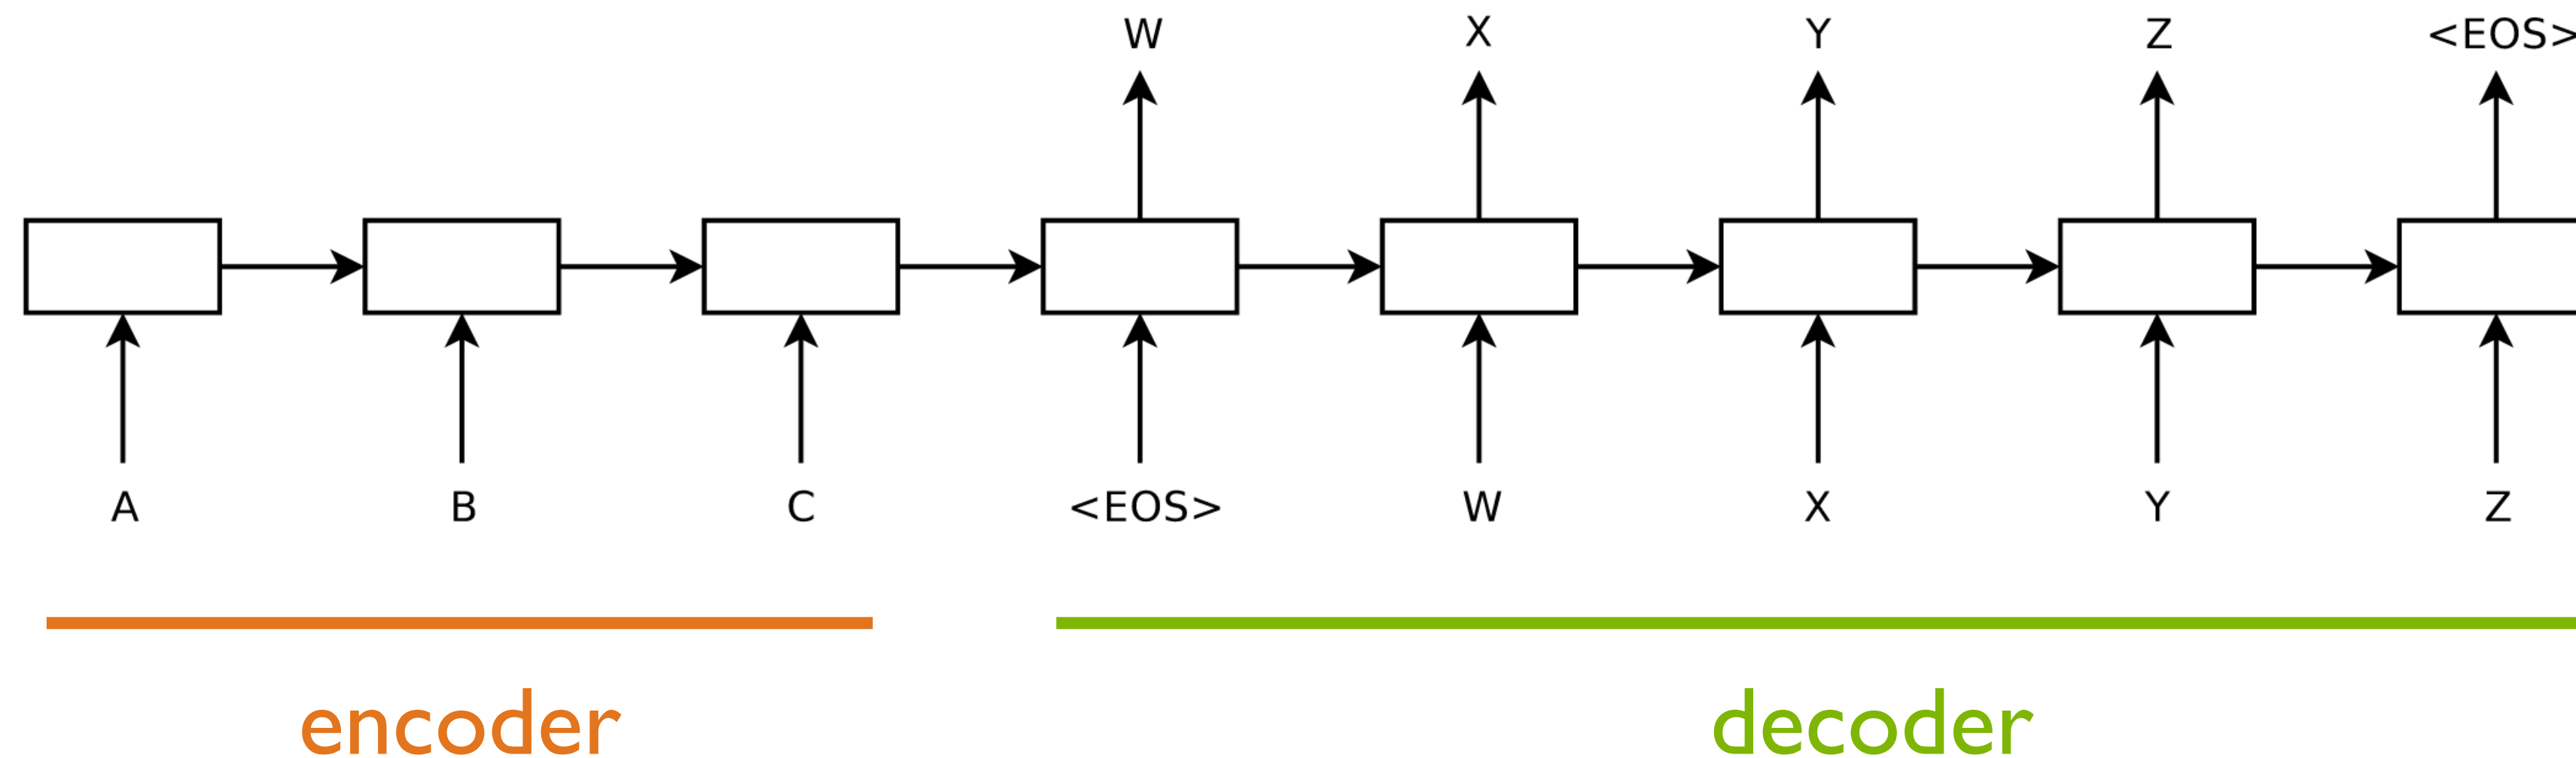 W X Y Z <EOS>
A B C <EOS> W X Y Z
encoder decoder